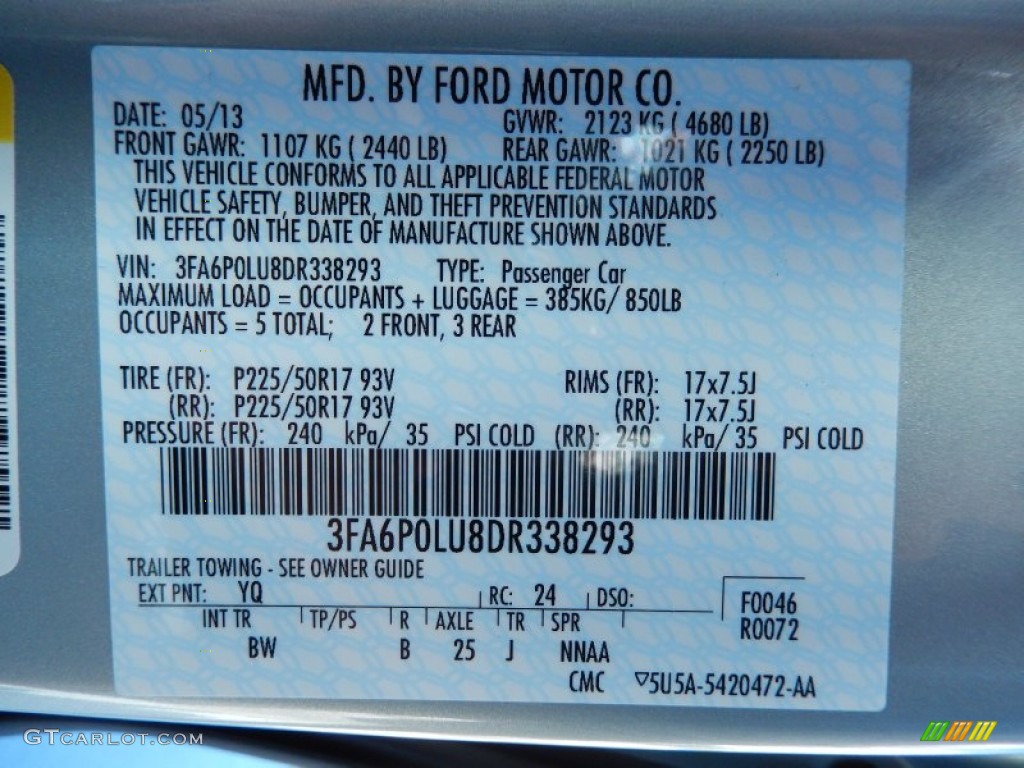 MFD. BY FORD MOTOR CO.
DATE: 05/13 GVWR: 2123 KG ( 4680 LB)
FRONT GAWR: 1107 KG ( 2440 LB) REAR GAWR: 1021 KG ( 2250 LB)
THIS VEHICLE CONFORMS TO ALL APPLICABLE FEDERAL MOTOR
VEHICLE SAFETY, BUMPER, AND THEFT PREVENTION STANDARDS
IN EFFECT ON THE DATE OF MANUFACTURE SHOWN ABOVE.
VIN: 3FA6P0LU8DR338293 TYPE: Passenger Car
MAXIMUM LOAD = OCCUPANTS + LUGGAGE = 385KG/ 850LB
OCCUPANTS = 5 TOTAL; 2 FRONT, 3 REAR
TIRE (FR): P225/50R17 93V RIMS (FR): 17x7.5J
(RR): P225/50R17 93V (RR): 17x7.5J
PRESSURE (FR): 240 kPa/ 35 PSI COLD (RR): 240 kPa/ 35 PSI COLD
3FA6P0LU8DR338293
TRAILER TOWING - SEE OWNER GUIDE
EXT PNT: YQ RC: 24 DSO: F0046
INT TR TP/PS R AXLE TR SPR R0072
BW B 25 J NNAA
CMC ▽5U5A-5420472-AA
GTCARLOT.COM